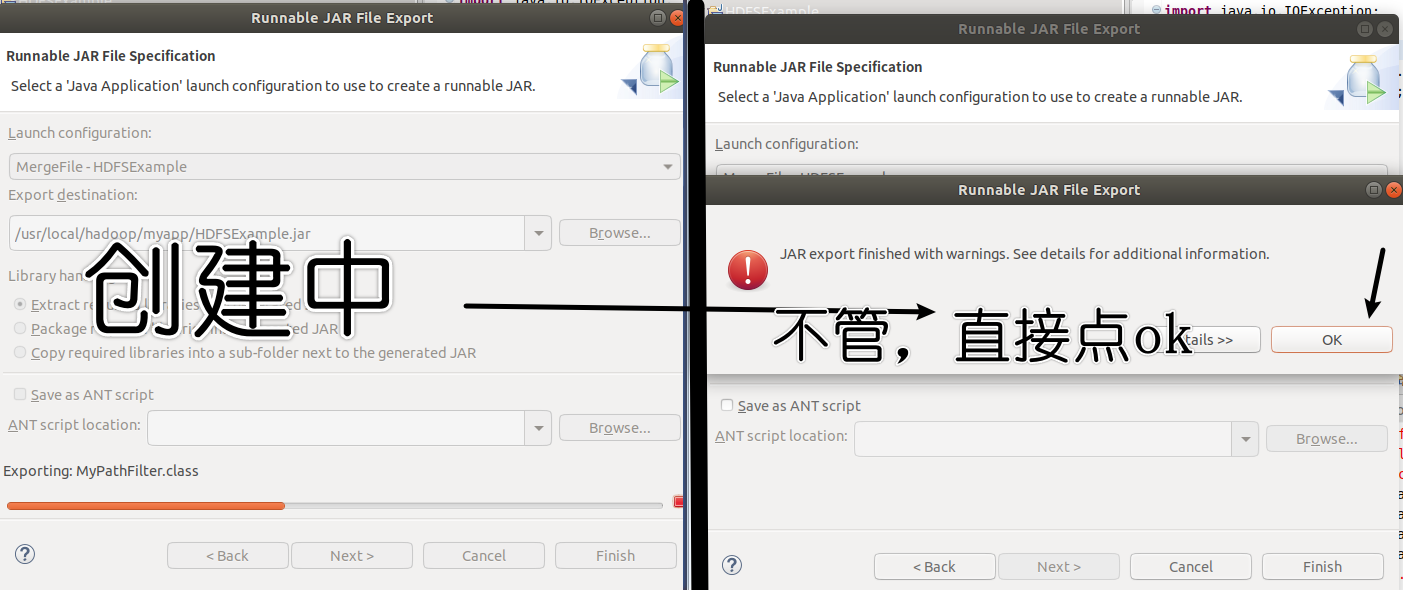 HDFSExample
import java.io.IOException
Runnable JAR File Export
Runnable JAR File Specification
Select a 'Java Application' launch configuration to use to create a runnable JAR.
Launch configuration:
MergeFile - HDFSExample
Export destination:
/usr/local/hadoop/myapp/HDFSExample.jar
Browse...
创建中
Library
Extract
Package JAR
Copy required libraries into a sub-folder next to the generated JAR
Save as ANT script
ANT script location:
Browse...
Exporting: MyPathFilter.class
< Back
Next >
Cancel
Finish
HDFSExample
import java.io.IOException;
Runnable JAR File Export
Runnable JAR File Specification
Select a 'Java Application' launch configuration to use to create a runnable JAR.
Launch configuration:
Runnable JAR File Export
JAR export finished with warnings. See details for additional information.
不管，直接点ok
>>
OK
Save as ANT script
ANT script location:
Browse...
< Back
Next >
Cancel
Finish